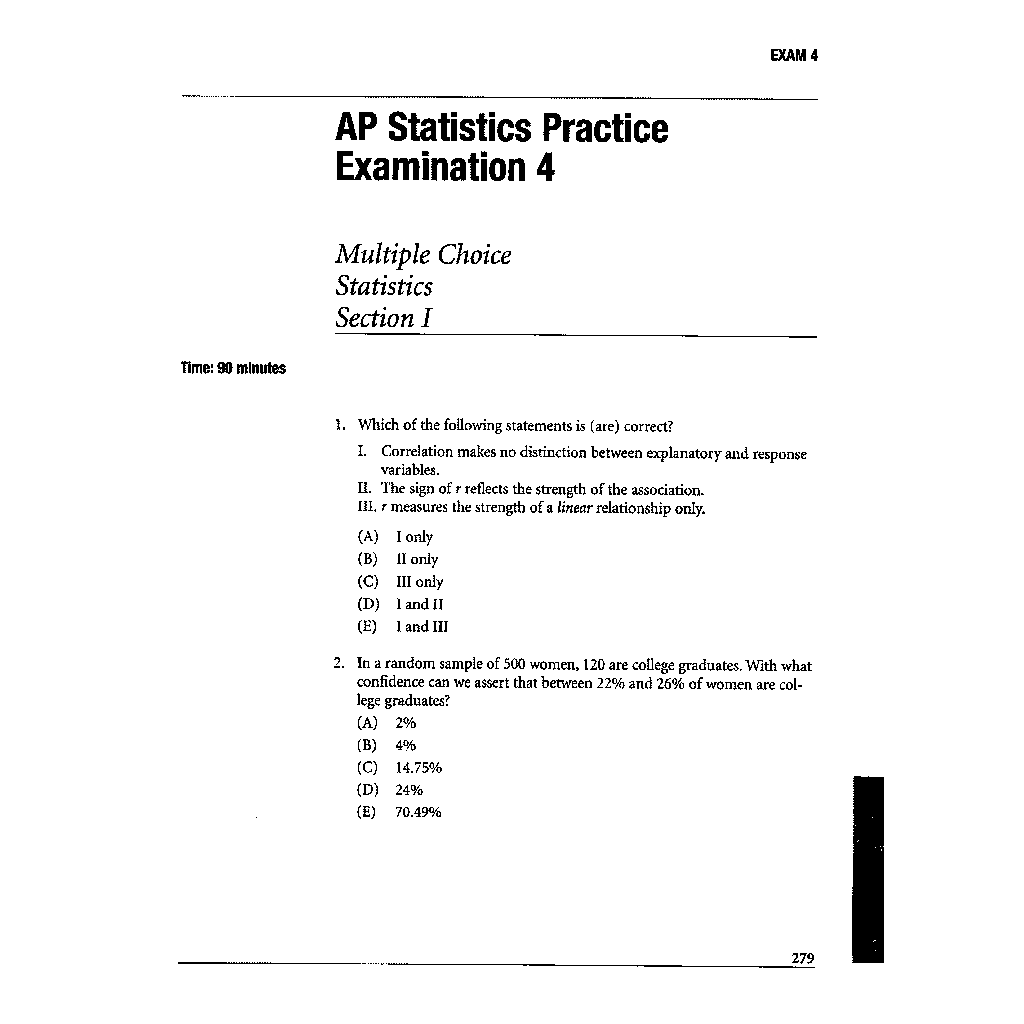 EXAM 4
AP Statistics Practice
Examination 4
Multiple Choice
Statistics
Section I
Time: 90 minutes
1. Which of the following statements is (are) correct?
I. Correlation makes no distinction between explanatory and response
variables.
II. The sign of r reflects the strength of the association.
III. r measures the strength of a linear relationship only.
(A) I only
(B) II only
(C) III only
(D) I and II
(E) I and III
2. In a random sample of 500 women, 120 are college graduates. With what
confidence can we assert that between 22% and 26% of women are col-
lege graduates?
(A) 2%
(B) 4%
(C) 14.75%
(D) 24%
(E) 70.49%
279